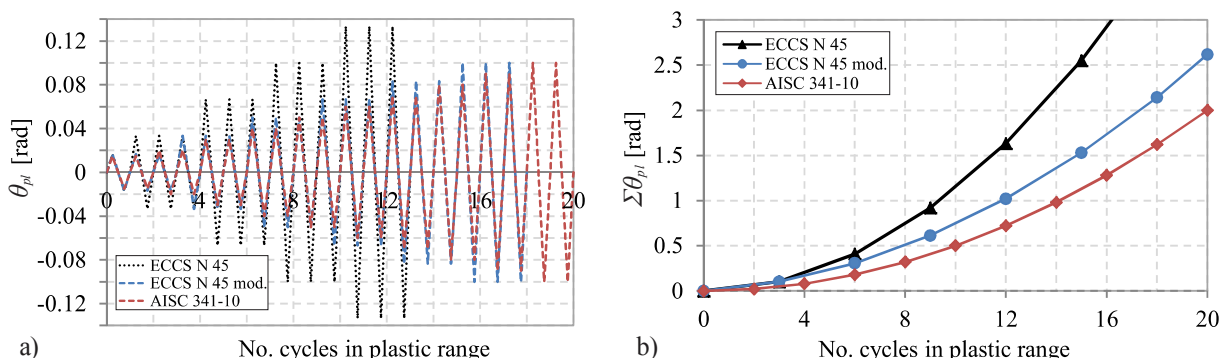 0.12
0.08
0.04
0
-0.04
-0.08
-0.12
θpl [rad]
0 4 8 12 16 20
ECCS N 45
ECCS N 45 mod.
AISC 341-10
a)
No. cycles in plastic range
3
2.5
2
1.5
1
0.5
0
Σθpl [rad]
ECCS N 45
ECCS N 45 mod.
AISC 341-10
0 4 8 12 16 20
b)
No. cycles in plastic range